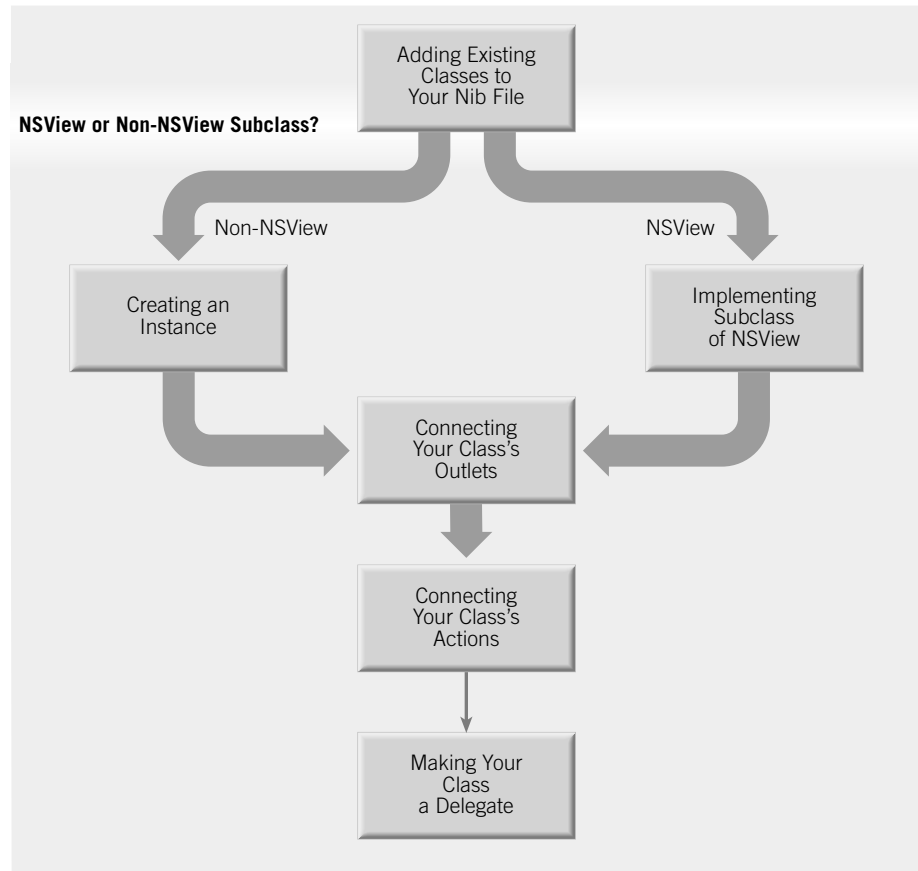 Adding Existing
Classes to
Your Nib File
NSView or Non-NSView Subclass?
Non-NSView
NSView
Creating an
Instance
Implementing
Subclass
of NSView
Connecting
Your Class's
Outlets
Connecting
Your Class's
Actions
Making Your
Class
a Delegate